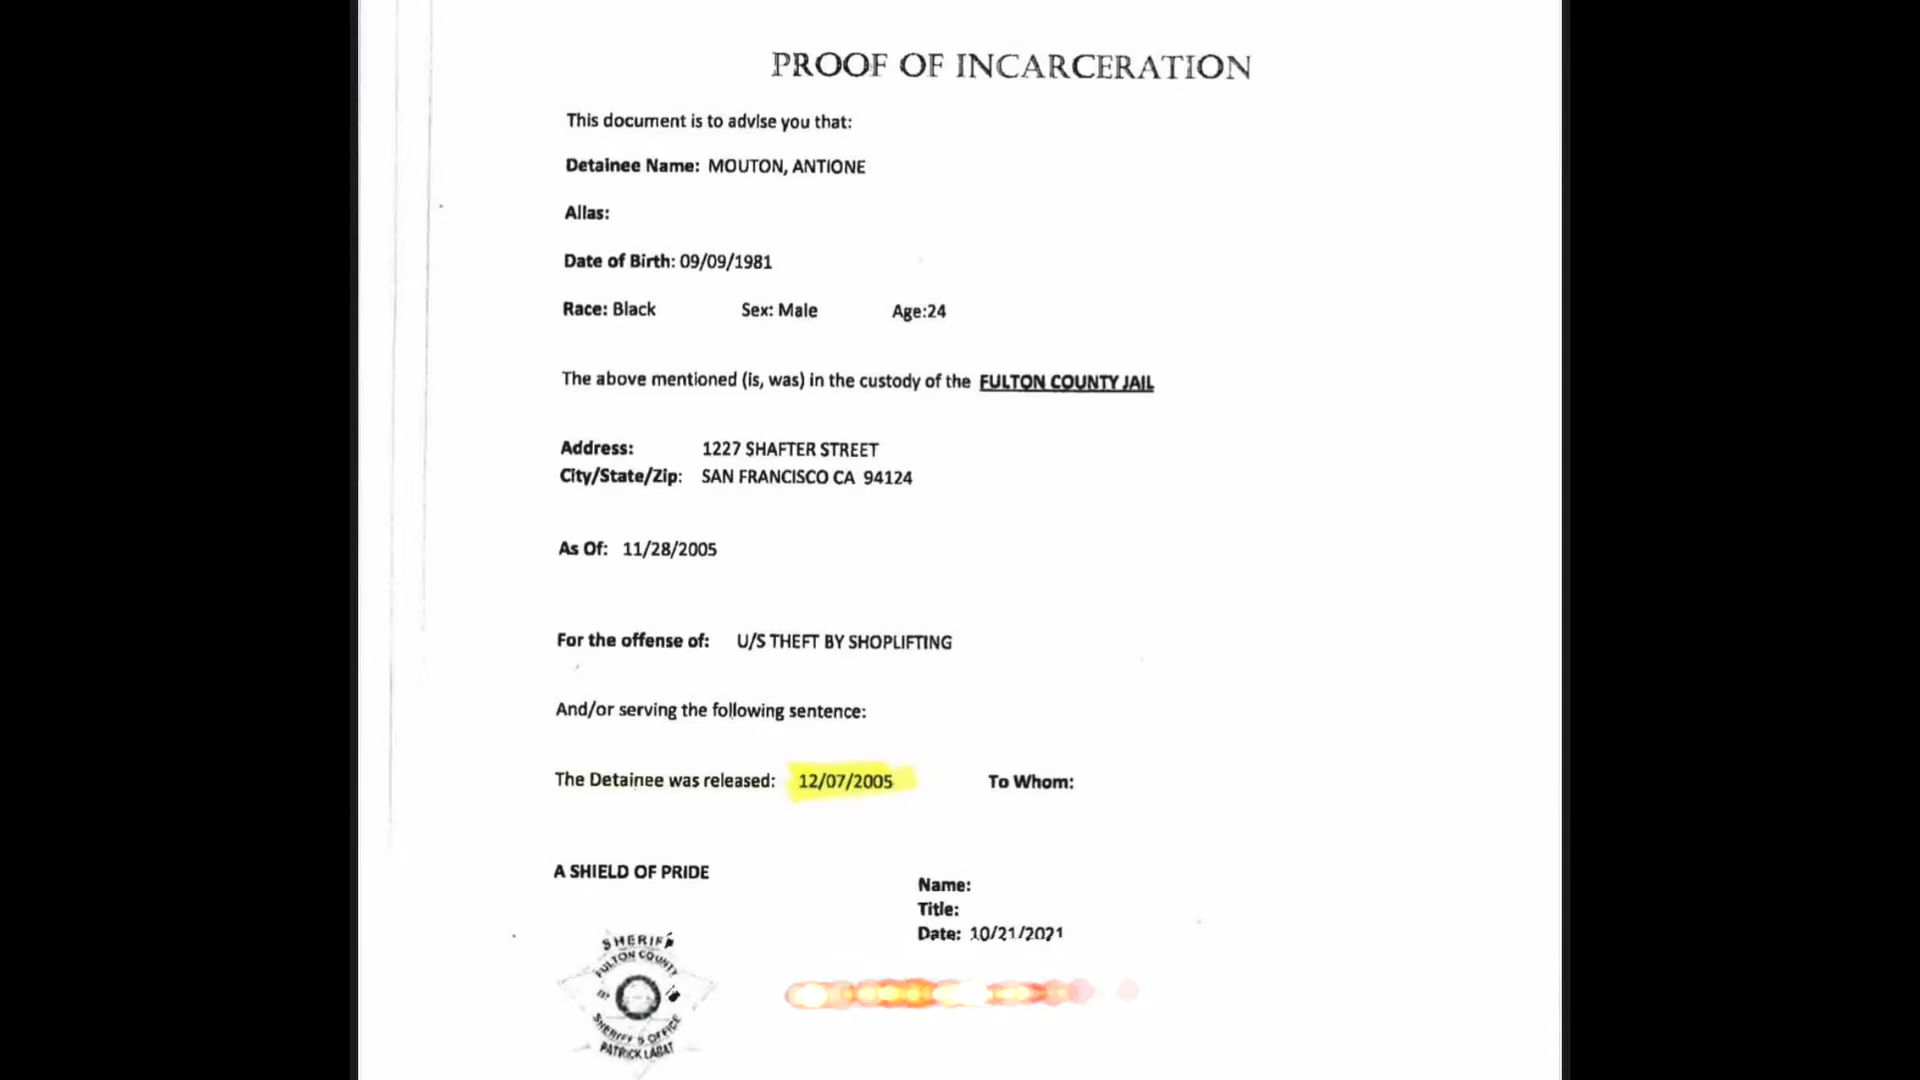 PROOF OF INCARCERATION
This document is to advise you that:
Detainee Name: MOUTON, ANTIONE
Alias:
Date of Birth: 09/09/1981
Race: Black Sex: Male Age:24
The above mentioned (is, was) in the custody of the FULTON COUNTY JAIL
Address: 1227 SHAFTER STREET
City/State/Zip: SAN FRANCISCO CA 94124
As Of: 11/28/2005
For the offense of: U/S THEFT BY SHOPLIFTING
And/or serving the following sentence:
The Detainee was released: 12/07/2005 To Whom:
A SHIELD OF PRIDE
Name:
Title:
Date: 10/21/2021
SHERIFF
FULTON COUNTY
SHERIFF'S OFFICE
PATRICK LABAT